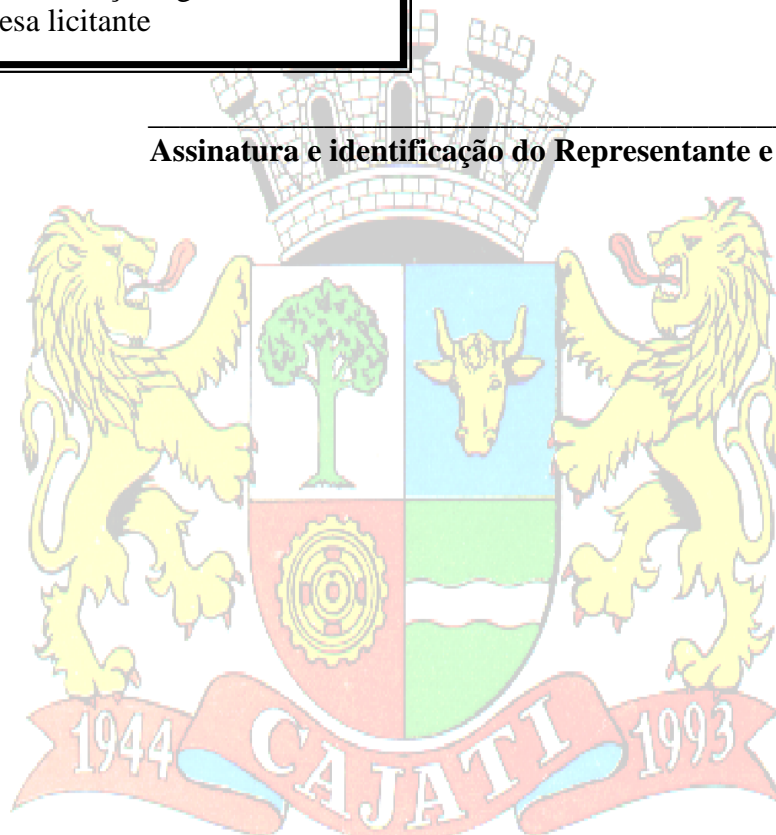 esa licitante
Assinatura e identificação do Representante e
1944 CAJATI 1993